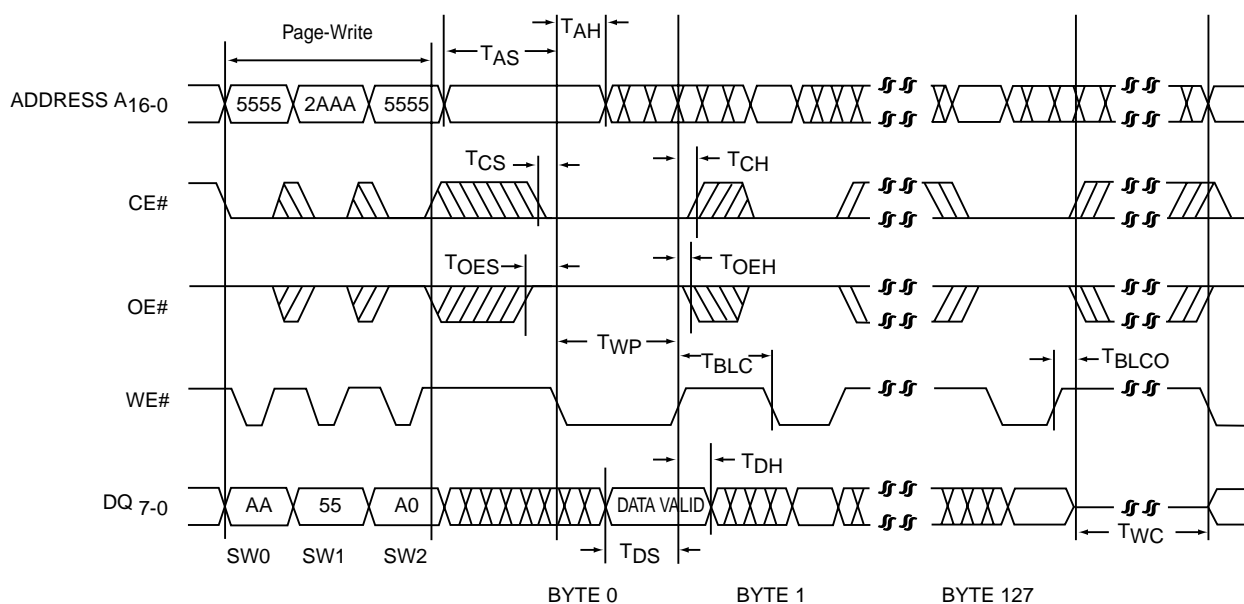 Page-Write
TAH
TAS
ADDRESS A16-0
5555
2AAA
5555
TCS
TCH
CE#
TOES
TOEH
OE#
TWP
TBLC
TBLCO
WE#
TDH
DQ 7-0
AA
55
A0
DATA VALID
SW0
SW1
SW2
TDS
TWC
BYTE 0
BYTE 1
BYTE 127